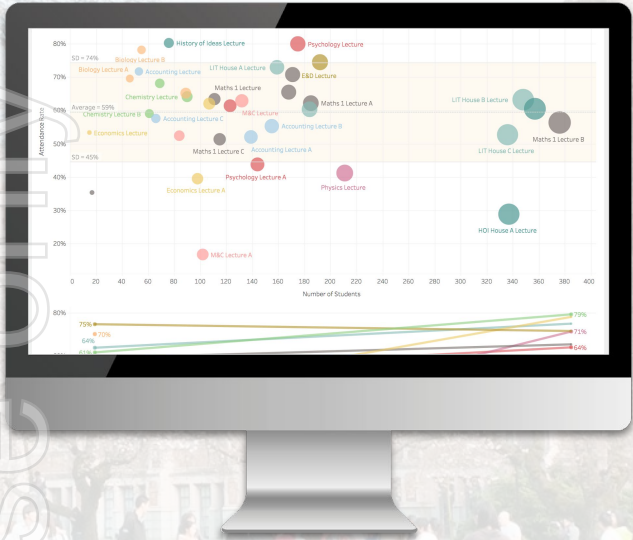 80%
History of Ideas Lecture
Psychology Lecture
SD = 74%
Biology Lecture B
LIT House A Lecture
70%
Biology Lecture A
Accounting Lecture
E&D Lecture
Maths 1 Lecture
Chemistry Lecture
LIT House B Lecture
Maths 1 Lecture A
60%
Average = 59%
Chemistry Lecture B
M&C Lecture
Accounting Lecture C
Accounting Lecture B
Economics Lecture
Maths 1 Lecture B
50%
Maths 1 Lecture C
Accounting Lecture A
LIT House C Lecture
SD = 45%
Attendance Rate
40%
Psychology Lecture A
Physics Lecture
Economics Lecture A
30%
HOI House A Lecture
20%
M&C Lecture A
0 20 40 60 80 100 120 140 160 180 200 220 240 260 280 300 320 340 360 380 400
Number of Students
80%
79%
75%
70%
71%
64%
64%
61%